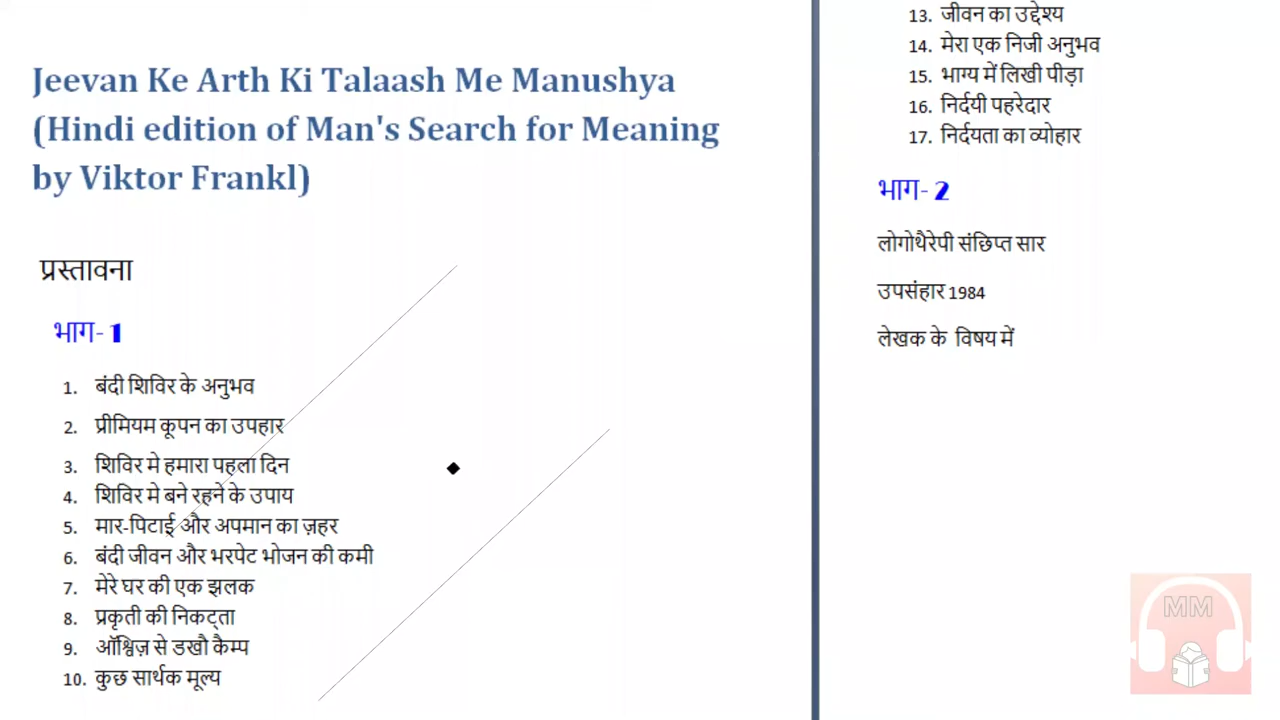 Jeevan Ke Arth Ki Talaash Me Manushya
(Hindi edition of Man's Search for Meaning
by Viktor Frankl)
प्रस्तावना
भाग- 1
1. बंदी शिविर के अनुभव
2. प्रीमियम कूपन का उपहार
3. शिविर मे हमारा पहला दिन
4. शिविर मे बने रहने के उपाय
5. मार-पिटाई और अपमान का ज़हर
6. बंदी जीवन और भरपेट भोजन की कमी
7. मेरे घर की एक झलक
8. प्रकृती की निकट्ता
9. ऑश्विज़ से डखौ कैम्प
10. कुछ सार्थक मूल्य
13. जीवन का उद्देश्य
14. मेरा एक निजी अनुभव
15. भाग्य में लिखी पीड़ा
16. निर्दयी पहरेदार
17. निर्दयता का व्योहार
भाग- 2
लोगोथैरेपी संछिप्त सार
उपसंहार 1984
लेखक के विषय में
MM